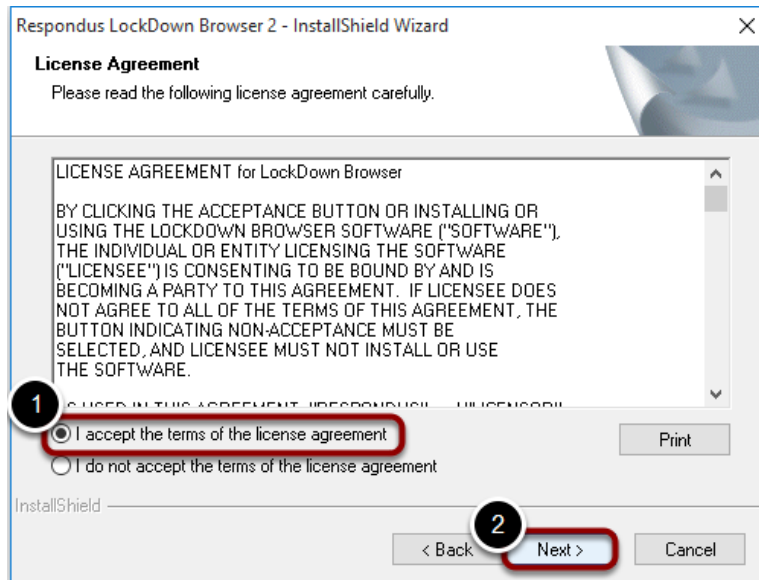 Respondus LockDown Browser 2 - InstallShield Wizard
License Agreement
Please read the following license agreement carefully.
LICENSE AGREEMENT for LockDown Browser
BY CLICKING THE ACCEPTANCE BUTTON OR INSTALLING OR
USING THE LOCKDOWN BROWSER SOFTWARE ("SOFTWARE"),
THE INDIVIDUAL OR ENTITY LICENSING THE SOFTWARE
("LICENSEE") IS CONSENTING TO BE BOUND BY AND IS
BECOMING A PARTY TO THIS AGREEMENT.  IF LICENSEE DOES
NOT AGREE TO ALL OF THE TERMS OF THIS AGREEMENT, THE
BUTTON INDICATING NON-ACCEPTANCE MUST BE
SELECTED, AND LICENSEE MUST NOT INSTALL OR USE
THE SOFTWARE.
USED IN THIS AGREEMENT
1
I accept the terms of the license agreement
Print
I do not accept the terms of the license agreement
InstallShield
2
< Back
Next >
Cancel